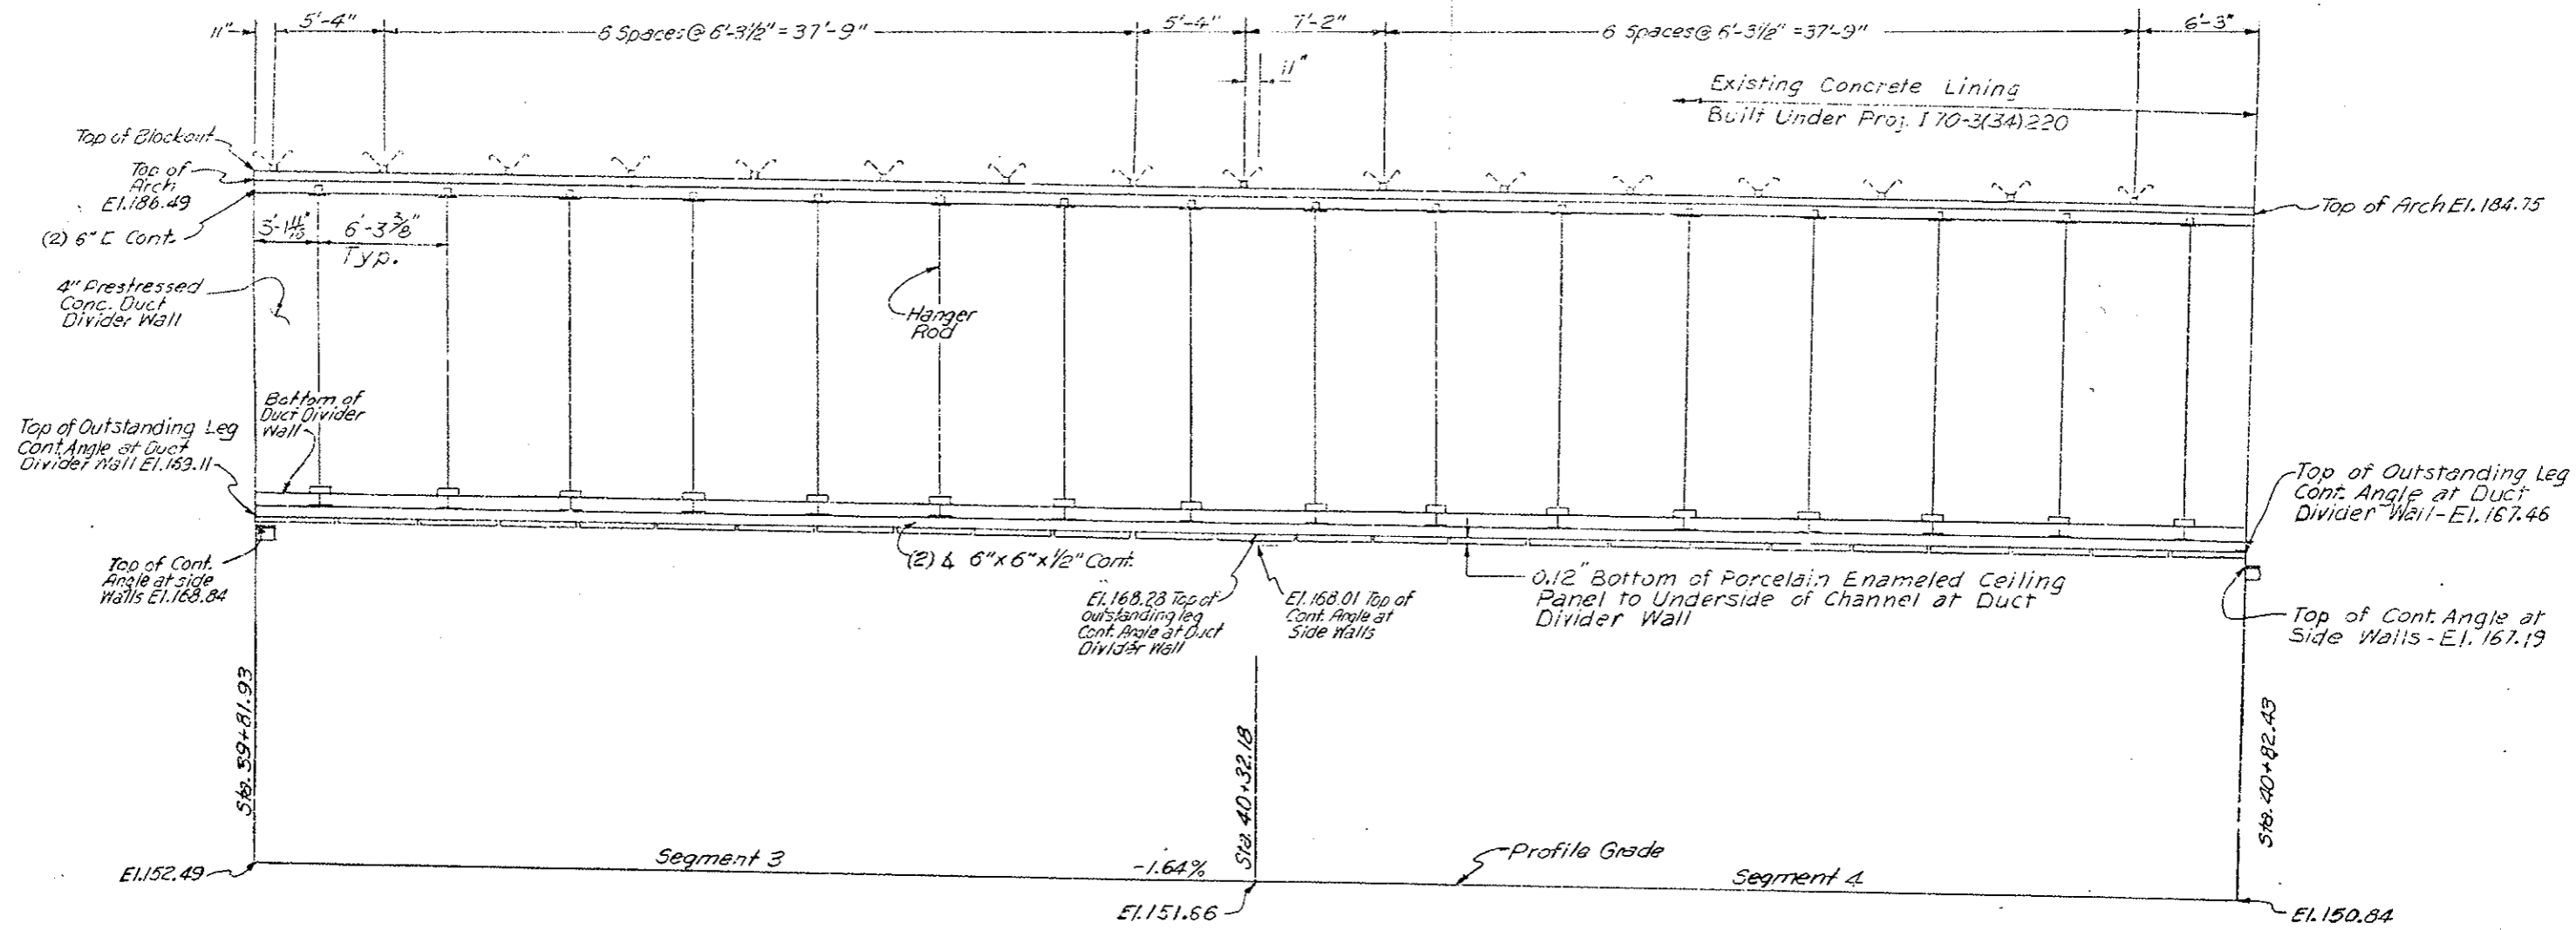 11"
5'-4"
6 Spaces @ 6'-3½" = 37'-9"
5'-4"
7'-2"
6 Spaces @ 6'-3½" = 37'-9"
6'-3"
11"
Existing Concrete Lining
Built Under Proj. I 70-3(34)220
Top of Blockout
Top of
Arch
El.186.49
(2) 6" [ Cont.
3'-1 11/16"
6'-3 3/8"
Typ.
Top of Arch El.184.75
4" Prestressed
Conc. Duct
Divider Wall
Hanger
Rod
Bottom of
Duct Divider
Wall
Top of Outstanding Leg
Cont. Angle at Duct
Divider Wall El.169.11
Top of Cont.
Angle at side
Walls El.168.84
(2) ∠ 6" x 6" x 1/2" Cont.
El.168.28 Top of
outstanding leg
Cont. Angle at Duct
Divider Wall
El.168.01 Top of
Cont. Angle at
Side Walls
0.12" Bottom of Porcelain Enameled Ceiling
Panel to Underside of Channel at Duct
Divider Wall
Top of Outstanding Leg
Cont. Angle at Duct
Divider Wall - El.167.46
Top of Cont. Angle at
Side Walls - El. 167.19
Sta. 39+81.93
Sta. 40+32.18
Sta. 40+82.43
El.152.49
Segment 3
-1.64%
Profile Grade
Segment 4
El.151.66
El.150.84